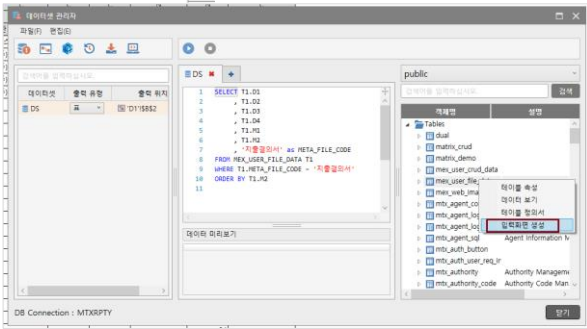 데이터셋 관리자
파일(F) 편집(E)
검색어를 입력하십시오.
데이터셋 출력 유형 출력 위치
DS 표 'D1'!$B$2
DS
1 SELECT T1.D1
2 , T1.D2
3 , T1.D3
4 , T1.D4
5 , T1.M1
6 , T1.M2
7 , '지출결의서' as META_FILE_CODE
8 FROM MEX_USER_FILE_DATA T1
9 WHERE T1.META_FILE_CODE = '지출결의서'
10 ORDER BY T1.M2
11
데이터 미리보기
public
검색어를 입력하십시오. 검색
객체명 설명
Tables
dual
matrix_crud
matrix_demo
mex_user_crud_data
mex_user_file_
mex_web_ima
mtx_agent_co
mtx_agent_log
mtx_agent_log
mtx_agent_sql Agent Information M
mtx_auth_button
mtx_auth_user_req_ir
mtx_authority Authority Manageme
mtx_authority_code Authority Code Man
테이블 속성
데이터 보기
테이블 정의서
입력화면 생성
DB Connection : MTXRPTY
닫기